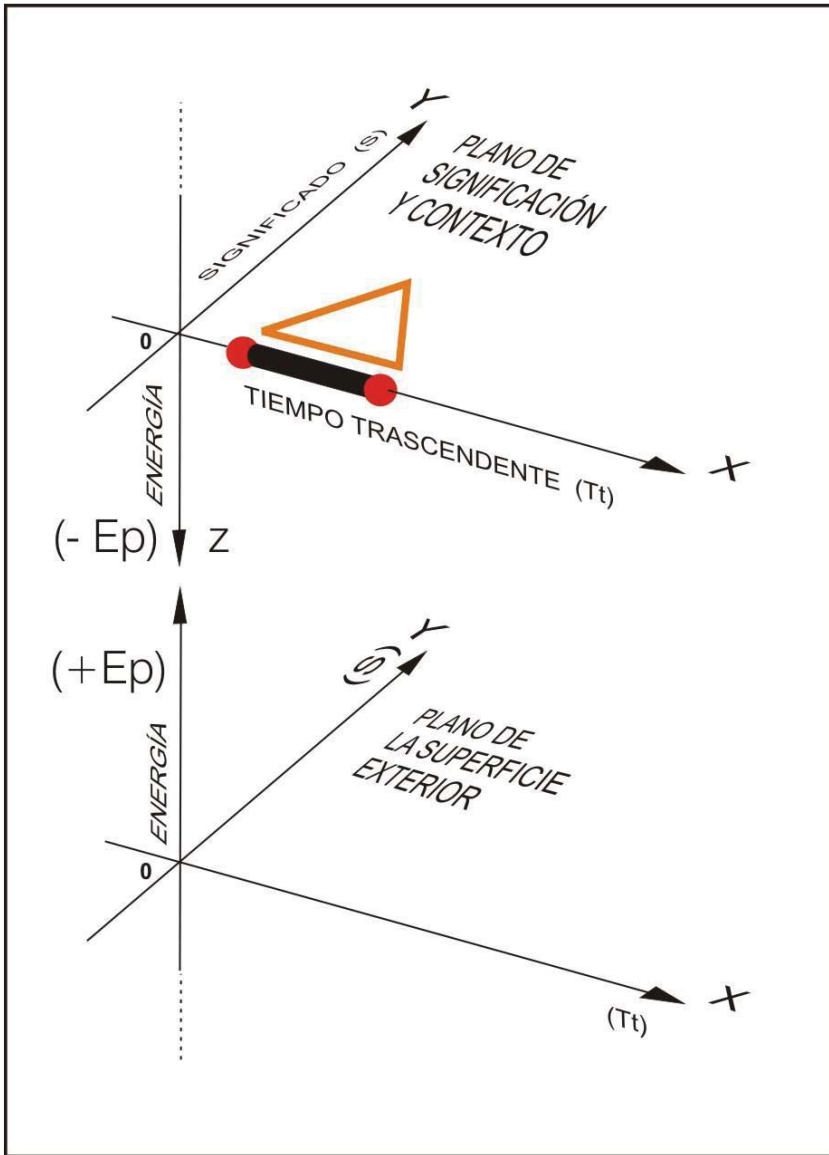 Y
SIGNIFICADO (S)
PLANO DE
SIGNIFICACIÓN
Y CONTEXTO
0
ENERGÍA
TIEMPO TRASCENDENTE (Tt)
X
(- Ep)
Z
(+Ep)
ENERGÍA
Y
(S)
PLANO DE
LA SUPERFICIE
EXTERIOR
0
X
(Tt)